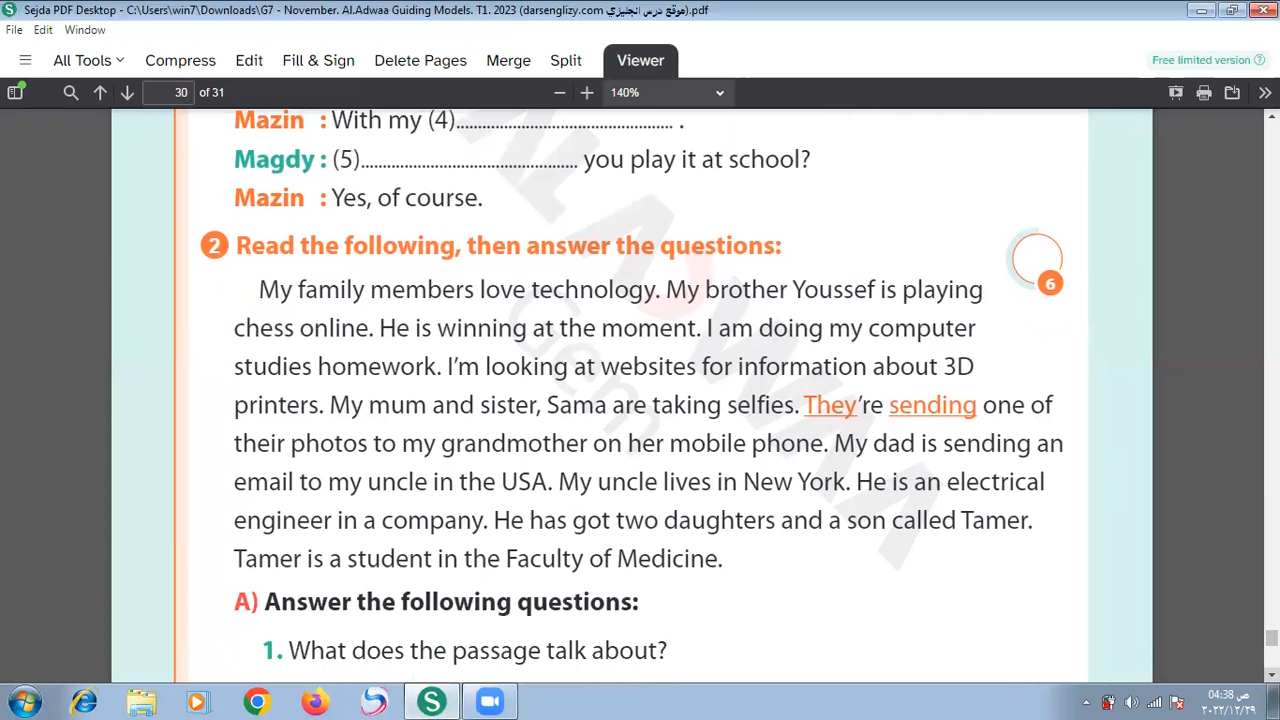 Sejda PDF Desktop - C:\Users\win7\Downloads\G7 - November. Al.Adwaa Guiding Models. T1. 2023 (darsenglizy.com موقع درس انجليزي).pdf
File Edit Window
All Tools Compress Edit Fill & Sign Delete Pages Merge Split Viewer Free limited version
30 of 31 140%
Mazin : With my (4)................................................ .
Magdy : (5)................................................ you play it at school?
Mazin : Yes, of course.
2 Read the following, then answer the questions:
6
My family members love technology. My brother Youssef is playing
chess online. He is winning at the moment. I am doing my computer
studies homework. I'm looking at websites for information about 3D
printers. My mum and sister, Sama are taking selfies. They're sending one of
their photos to my grandmother on her mobile phone. My dad is sending an
email to my uncle in the USA. My uncle lives in New York. He is an electrical
engineer in a company. He has got two daughters and a son called Tamer.
Tamer is a student in the Faculty of Medicine.
A) Answer the following questions:
1. What does the passage talk about?
AL ADWAA
Gem
04:38 ص
٢٠٢٢/١٢/٢٩